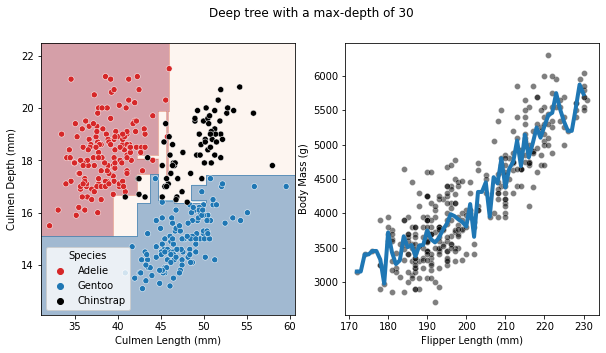 Deep tree with a max-depth of 30
22
20
18
16
14
Culmen Depth (mm)
Species
Adelie
Gentoo
Chinstrap
35
40
45
50
55
60
Culmen Length (mm)
6500
6000
5500
5000
4500
4000
3500
3000
Body Mass (g)
170
180
190
200
210
220
230
Flipper Length (mm)